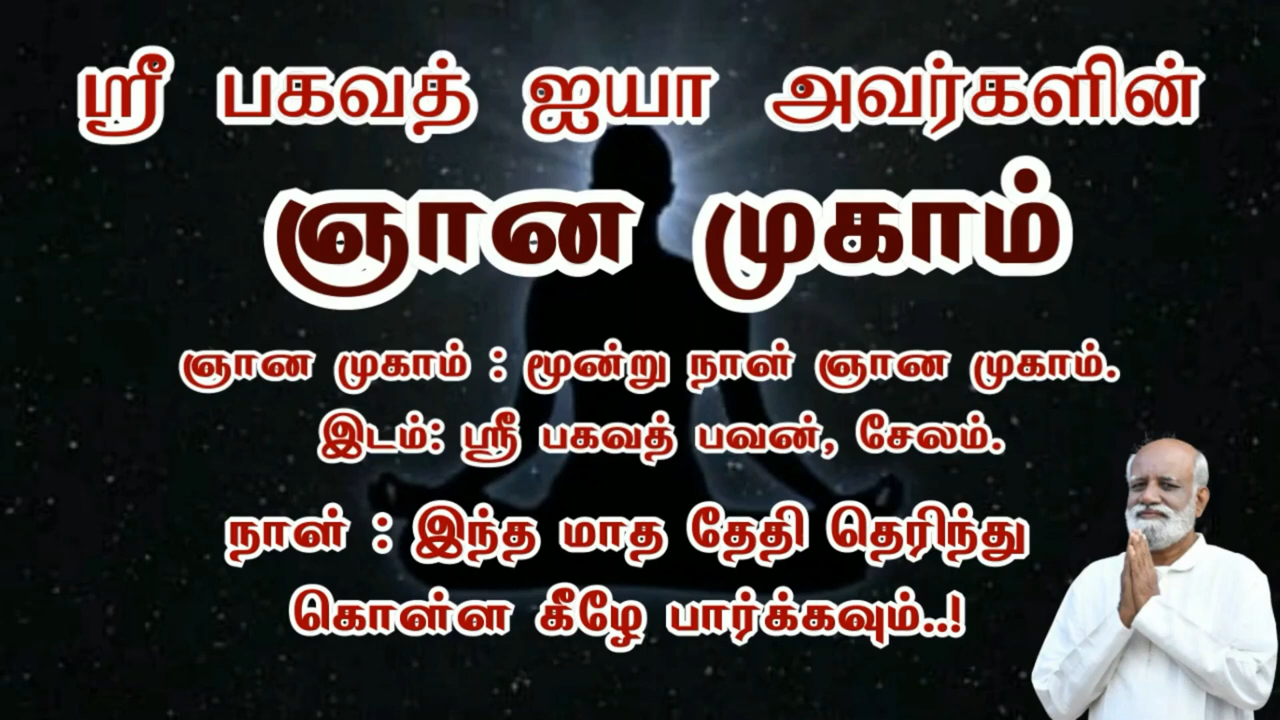 ஸ்ரீ பகவத் ஐயா அவர்களின்
ஞான முகாம்
ஞான முகாம் : மூன்று நாள் ஞான முகாம்.
இடம்: ஸ்ரீ பகவத் பவன், சேலம்.
நாள் : இந்த மாத தேதி தெரிந்து
கொள்ள கீழே பார்க்கவும்..!